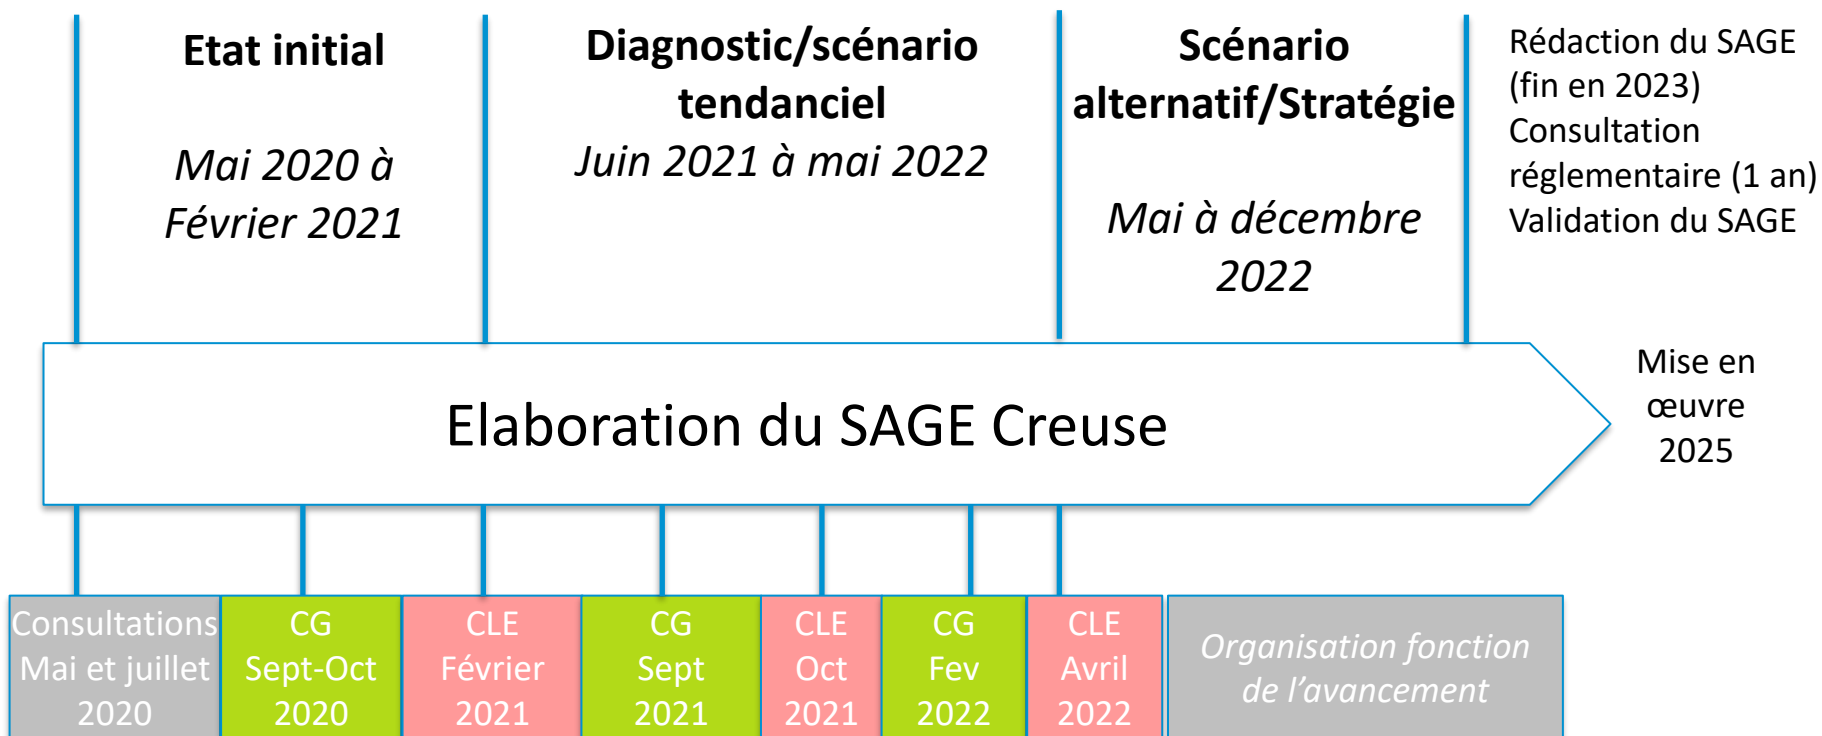 Etat initial
Mai 2020 à
Février 2021
Diagnostic/scénario
tendanciel
Juin 2021 à mai 2022
Scénario
alternatif/Stratégie
Mai à décembre
2022
Rédaction du SAGE
(fin en 2023)
Consultation
réglementaire (1 an)
Validation du SAGE
Elaboration du SAGE Creuse
Mise en
œuvre
2025
Consultations
Mai et juillet
2020
CG
Sept-Oct
2020
CLE
Février
2021
CG
Sept
2021
CLE
Oct
2021
CG
Fev
2022
CLE
Avril
2022
Organisation fonction
de l’avancement